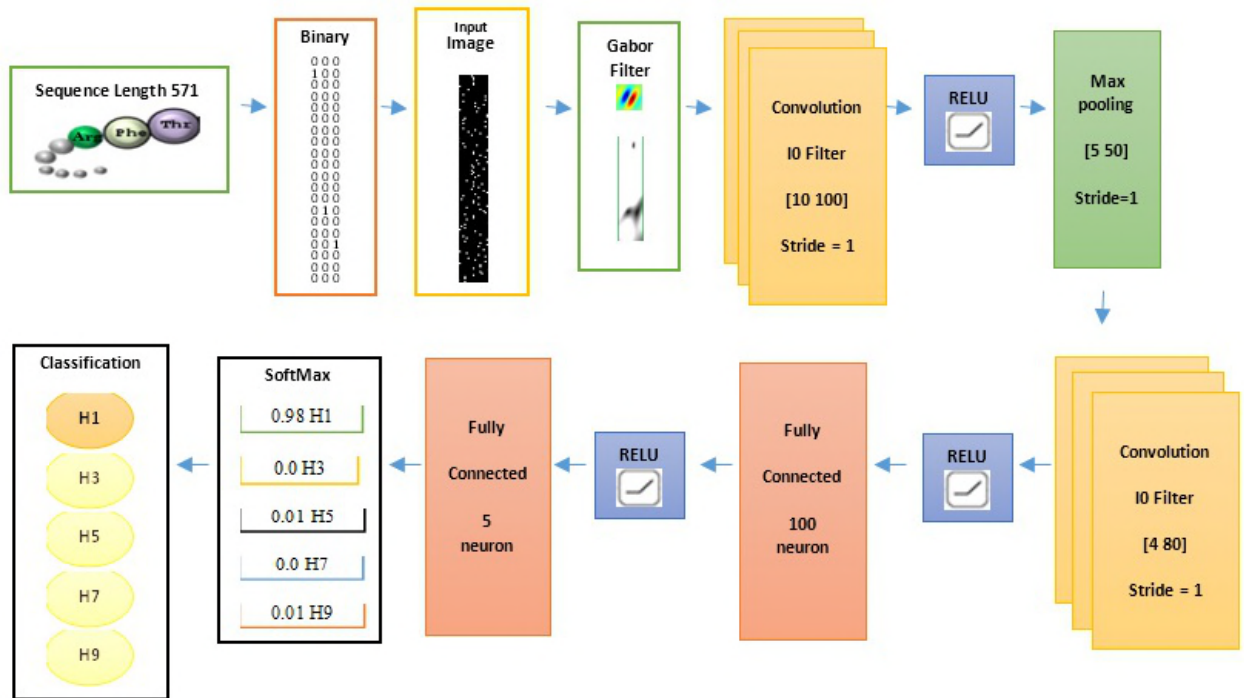 Sequence Length 571
Arg
Phe
Thr
Binary
0 0 0
1 0 0
0 0 0
0 0 0
0 0 0
0 0 0
0 0 0
0 0 0
0 0 0
0 0 0
0 0 0
0 0 0
0 0 0
0 1 0
0 0 0
0 0 0
0 0 1
0 0 0
0 0 0
0 0 0
Input
Image
Gabor
Filter
Convolution
I0 Filter
[10 100]
Stride = 1
RELU
Max
pooling
[5 50]
Stride=1
Convolution
I0 Filter
[4 80]
Stride = 1
RELU
Fully
Connected
100
neuron
RELU
Fully
Connected
5
neuron
SoftMax
0.98 H1
0.0 H3
0.01 H5
0.0 H7
0.01 H9
Classification
H1
H3
H5
H7
H9